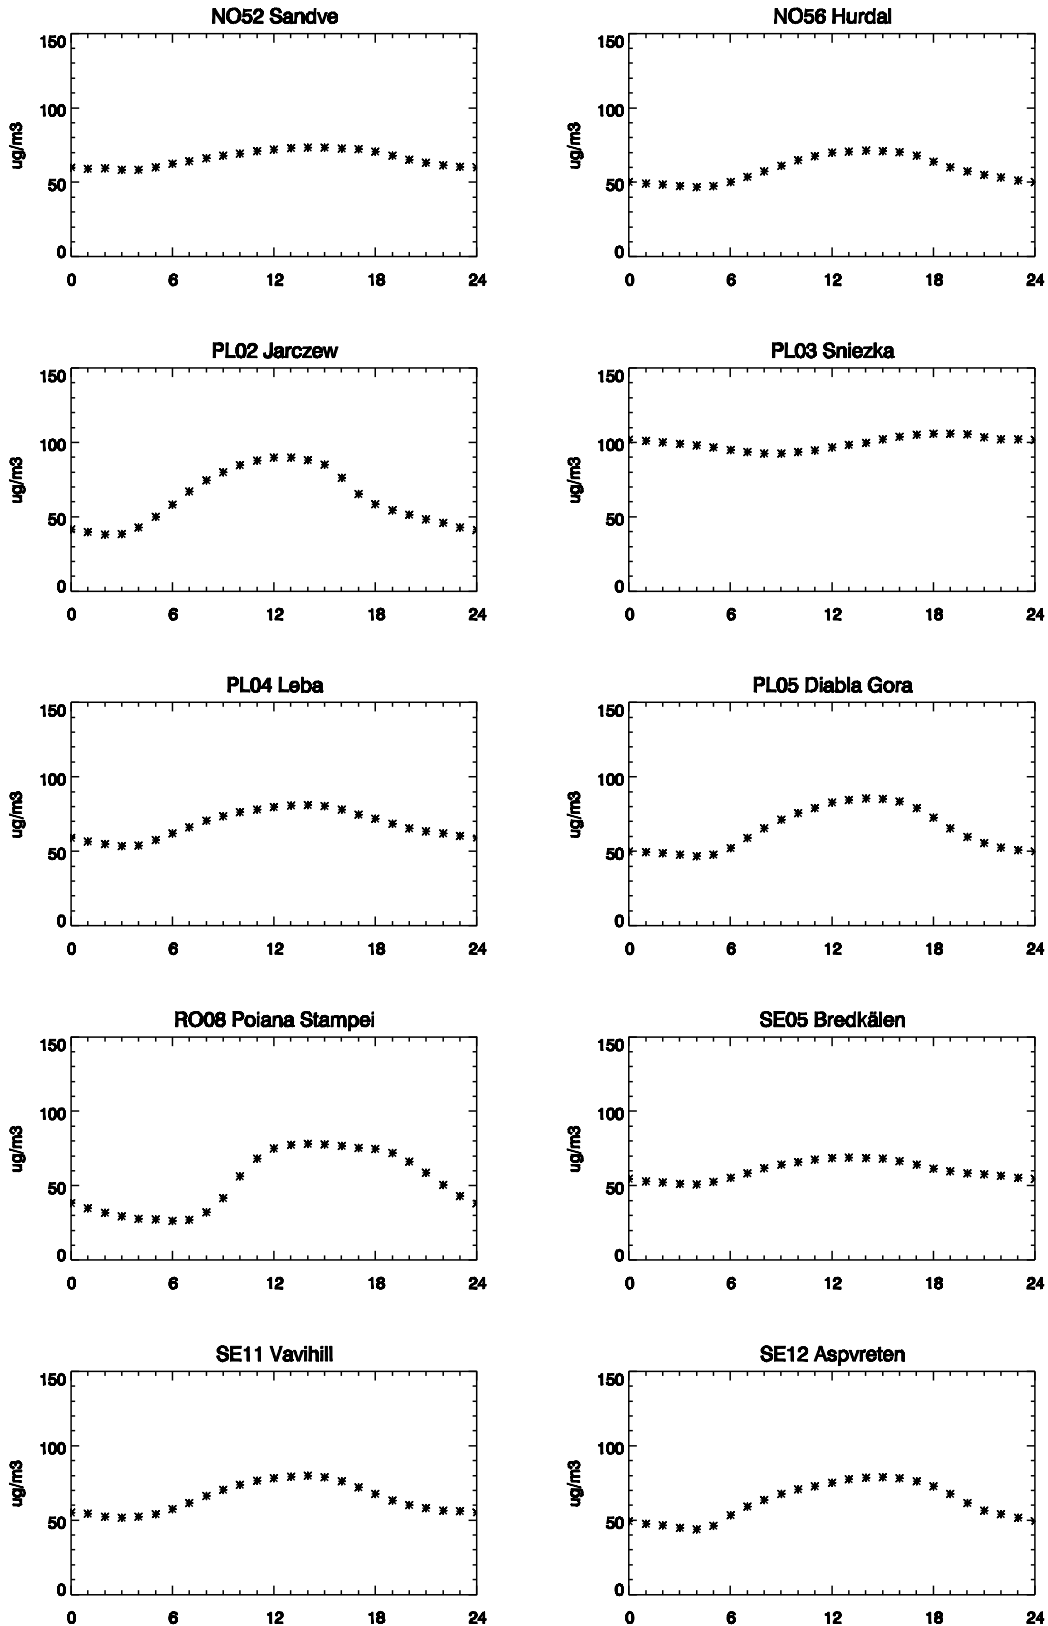 NO52 Sandve
NO56 Hurdal
150
100
50
0
ug/m3
0 6 12 18 24
150
100
50
0
ug/m3
0 6 12 18 24
PL02 Jarczew
PL03 Sniezka
150
100
50
0
ug/m3
0 6 12 18 24
150
100
50
0
ug/m3
0 6 12 18 24
PL04 Leba
PL05 Diabla Gora
150
100
50
0
ug/m3
0 6 12 18 24
150
100
50
0
ug/m3
0 6 12 18 24
RO08 Poiana Stampei
SE05 Bredkälen
150
100
50
0
ug/m3
0 6 12 18 24
150
100
50
0
ug/m3
0 6 12 18 24
SE11 Vavihill
SE12 Aspvreten
150
100
50
0
ug/m3
0 6 12 18 24
150
100
50
0
ug/m3
0 6 12 18 24